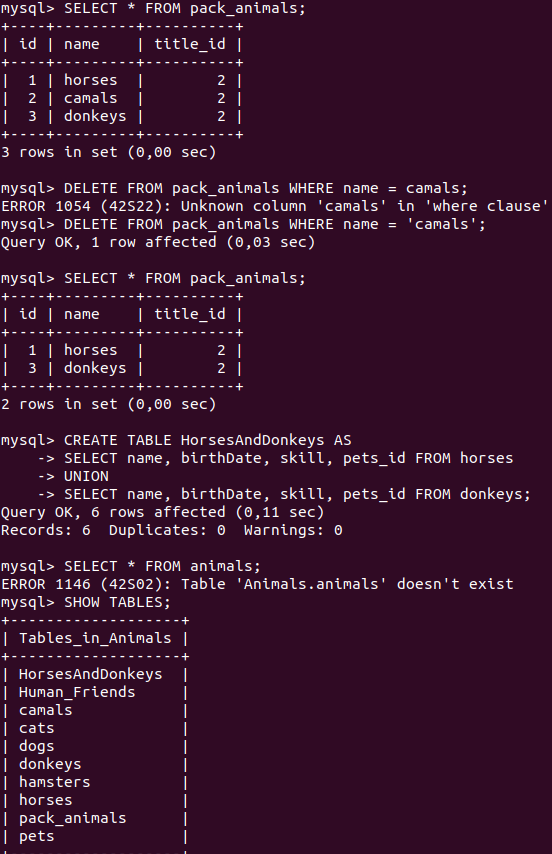 mysql> SELECT * FROM pack_animals;
+----+---------+----------+
| id | name    | title_id |
+----+---------+----------+
|  1 | horses  |        2 |
|  2 | camals  |        2 |
|  3 | donkeys |        2 |
+----+---------+----------+
3 rows in set (0,00 sec)

mysql> DELETE FROM pack_animals WHERE name = camals;
ERROR 1054 (42S22): Unknown column 'camals' in 'where clause'
mysql> DELETE FROM pack_animals WHERE name = 'camals';
Query OK, 1 row affected (0,03 sec)

mysql> SELECT * FROM pack_animals;
+----+---------+----------+
| id | name    | title_id |
+----+---------+----------+
|  1 | horses  |        2 |
|  3 | donkeys |        2 |
+----+---------+----------+
2 rows in set (0,00 sec)

mysql> CREATE TABLE HorsesAndDonkeys AS
    -> SELECT name, birthDate, skill, pets_id FROM horses
    -> UNION
    -> SELECT name, birthDate, skill, pets_id FROM donkeys;
Query OK, 6 rows affected (0,11 sec)
Records: 6  Duplicates: 0  Warnings: 0

mysql> SELECT * FROM animals;
ERROR 1146 (42S02): Table 'Animals.animals' doesn't exist
mysql> SHOW TABLES;
+-------------------+
| Tables_in_Animals |
+-------------------+
| HorsesAndDonkeys  |
| Human_Friends     |
| camals            |
| cats              |
| dogs              |
| donkeys           |
| hamsters          |
| horses            |
| pack_animals      |
| pets              |
+-------------------+